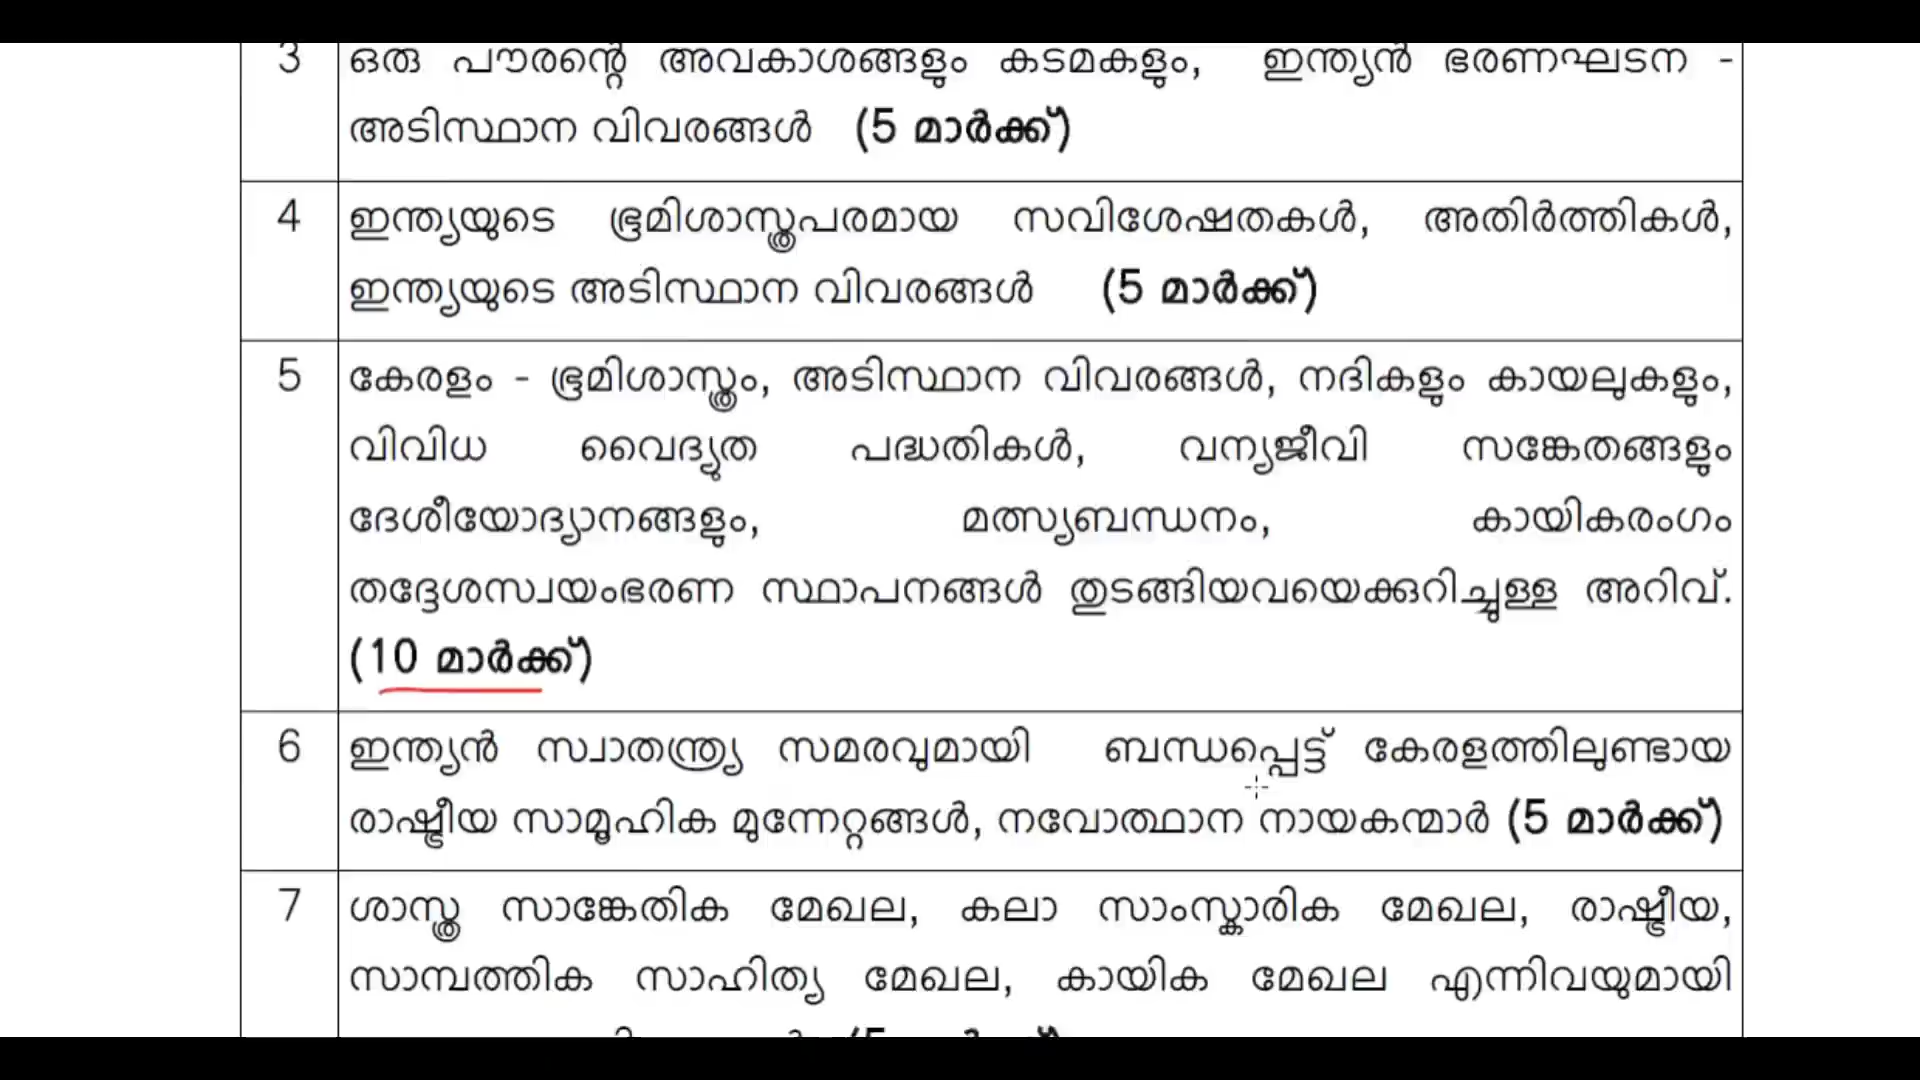 3 ഒരു പൗരന്റെ അവകാശങ്ങളും കടമകളും, ഇന്ത്യൻ ഭരണഘടന -
അടിസ്ഥാന വിവരങ്ങൾ (5 മാർക്ക്)
4 ഇന്ത്യയുടെ ഭൂമിശാസ്ത്രപരമായ സവിശേഷതകൾ, അതിർത്തികൾ,
ഇന്ത്യയുടെ അടിസ്ഥാന വിവരങ്ങൾ (5 മാർക്ക്)
5 കേരളം - ഭൂമിശാസ്ത്രം, അടിസ്ഥാന വിവരങ്ങൾ, നദികളും കായലുകളും,
വിവിധ വൈദ്യുത പദ്ധതികൾ, വന്യജീവി സങ്കേതങ്ങളും
ദേശീയോദ്യാനങ്ങളും, മത്സ്യബന്ധനം, കായികരംഗം
തദ്ദേശസ്വയംഭരണ സ്ഥാപനങ്ങൾ തുടങ്ങിയവയെക്കുറിച്ചുള്ള അറിവ്.
(10 മാർക്ക്)
6 ഇന്ത്യൻ സ്വാതന്ത്ര്യ സമരവുമായി ബന്ധപ്പെട്ട് കേരളത്തിലുണ്ടായ
രാഷ്ട്രീയ സാമൂഹിക മുന്നേറ്റങ്ങൾ, നവോത്ഥാന നായകന്മാർ (5 മാർക്ക്)
7 ശാസ്ത്ര സാങ്കേതിക മേഖല, കലാ സാംസ്കാരിക മേഖല, രാഷ്ട്രീയ,
സാമ്പത്തിക സാഹിത്യ മേഖല, കായിക മേഖല എന്നിവയുമായി